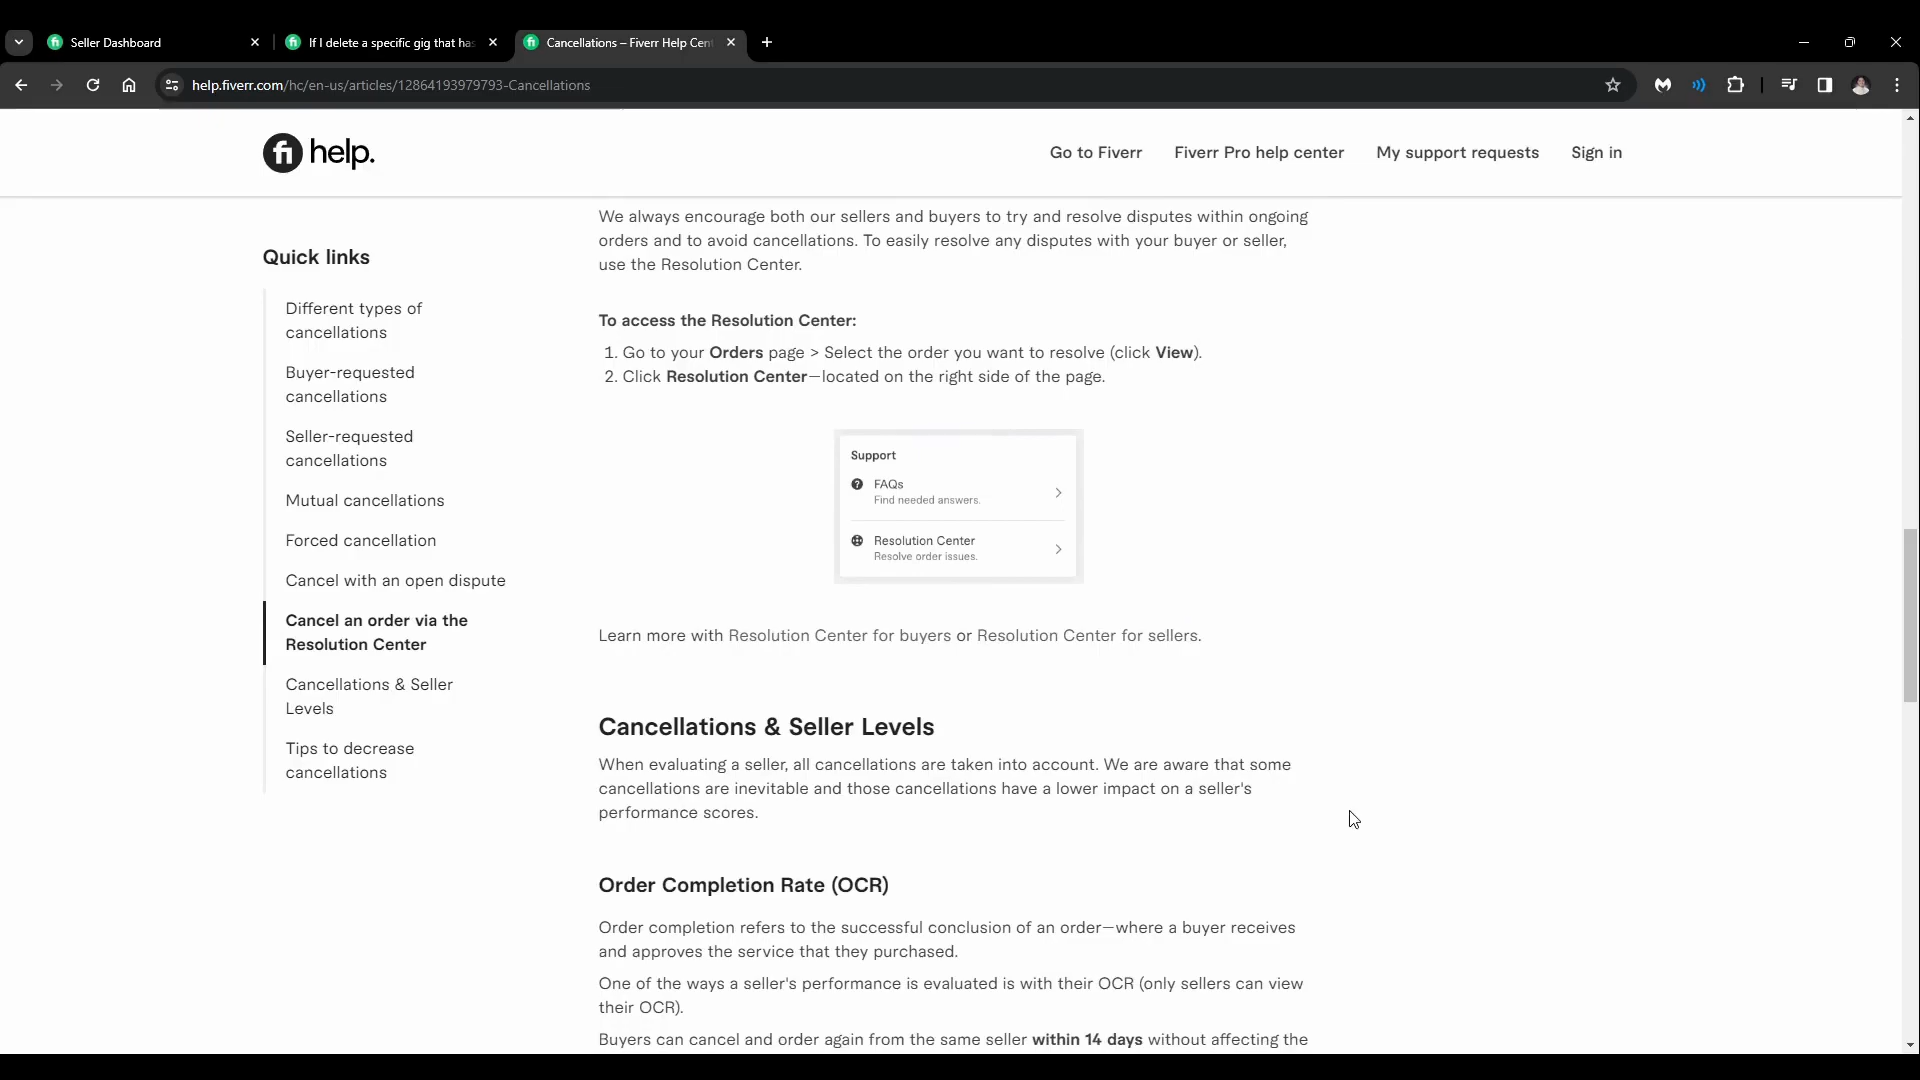 Seller Dashboard
If I delete a specific gig that has
Cancellations – Fiverr Help Cent
help.fiverr.com/hc/en-us/articles/12864193979793-Cancellations
fi help.
Go to Fiverr
Fiverr Pro help center
My support requests
Sign in
Quick links
Different types of
cancellations
Buyer-requested
cancellations
Seller-requested
cancellations
Mutual cancellations
Forced cancellation
Cancel with an open dispute
Cancel an order via the
Resolution Center
Cancellations & Seller
Levels
Tips to decrease
cancellations
We always encourage both our sellers and buyers to try and resolve disputes within ongoing
orders and to avoid cancellations. To easily resolve any disputes with your buyer or seller,
use the Resolution Center.
To access the Resolution Center:
1. Go to your Orders page > Select the order you want to resolve (click View).
2. Click Resolution Center—located on the right side of the page.
Support
FAQs
Find needed answers.
Resolution Center
Resolve order issues.
Learn more with Resolution Center for buyers or Resolution Center for sellers.
Cancellations & Seller Levels
When evaluating a seller, all cancellations are taken into account. We are aware that some
cancellations are inevitable and those cancellations have a lower impact on a seller's
performance scores.
Order Completion Rate (OCR)
Order completion refers to the successful conclusion of an order—where a buyer receives
and approves the service that they purchased.
One of the ways a seller's performance is evaluated is with their OCR (only sellers can view
their OCR).
Buyers can cancel and order again from the same seller within 14 days without affecting the